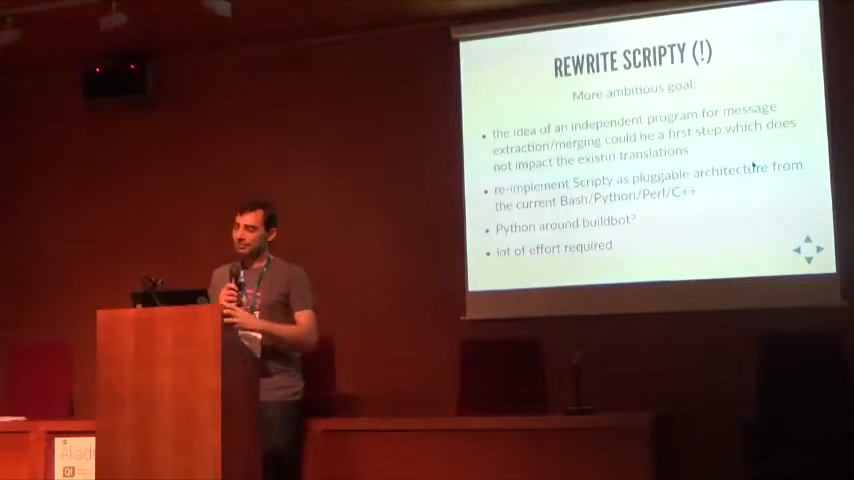 REWRITE SCRIPTY (!)
More ambitious goal
• the idea of an independent program for message
extraction/merging could be a first step which does
not impact the existin translations
• re-implement Scripty as pluggable architecture from
the current Bash/Python/Perl/C++
• Python around buildbot?
• lot of effort required
Akade
Qt